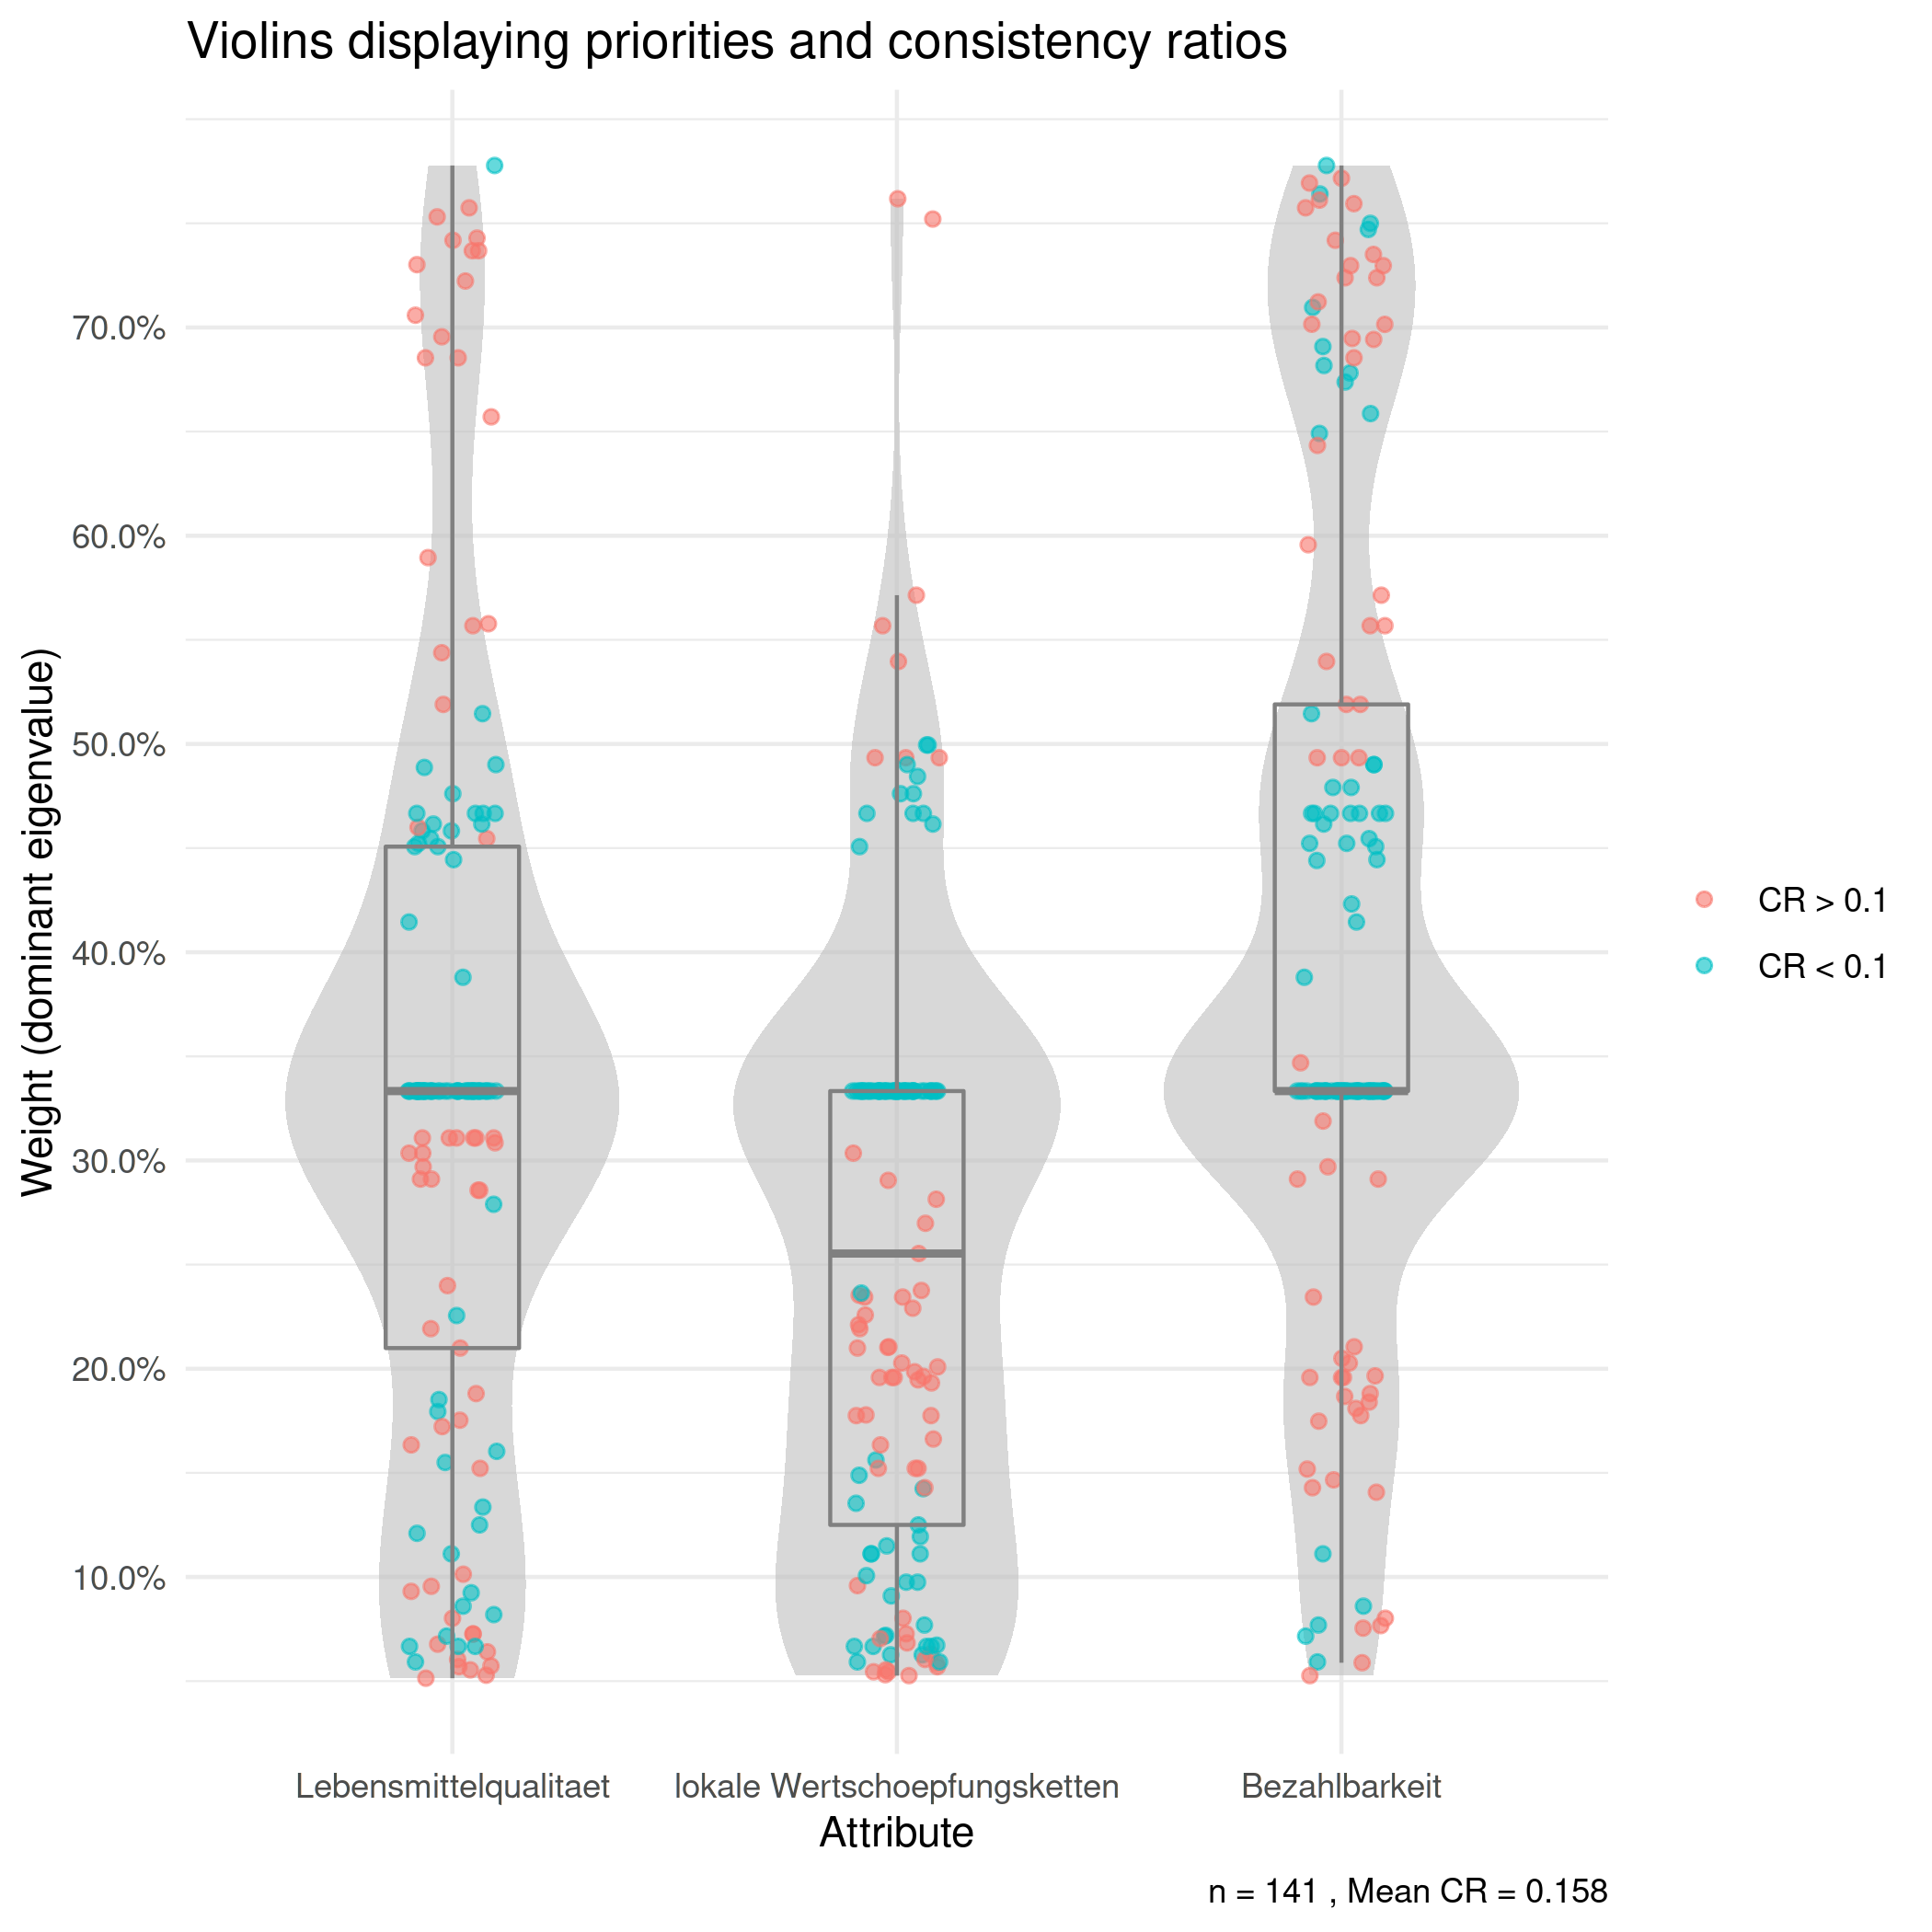 Violins displaying priorities and consistency ratios
Weight (dominant eigenvalue)
70.0%
60.0%
50.0%
40.0%
30.0%
20.0%
10.0%
CR > 0.1
CR < 0.1
Lebensmittelqualitaet
lokale Wertschoepfungsketten
Bezahlbarkeit
Attribute
n = 141 , Mean CR = 0.158